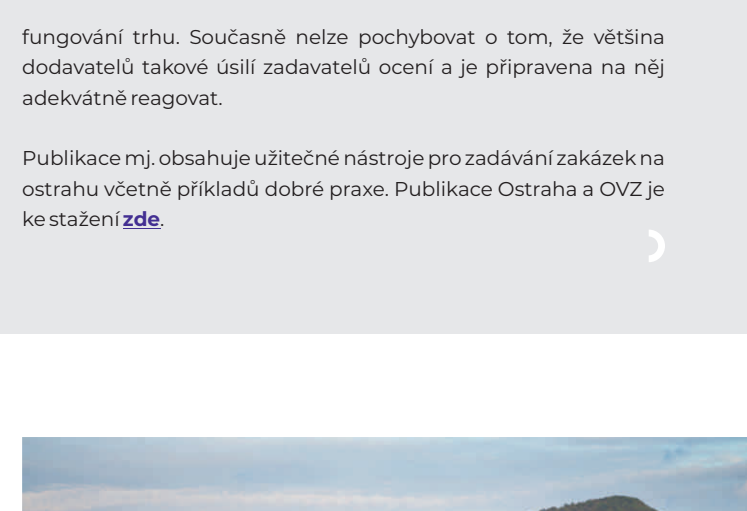 fungování trhu. Současně nelze pochybovat o tom, že většina
dodavatelů takové úsilí zadavatelů ocení a je připravena na něj
adekvátně reagovat.
Publikace mj. obsahuje užitečné nástroje pro zadávání zakázek na
ostrahu včetně příkladů dobré praxe. Publikace Ostraha a OVZ je
ke stažení zde.